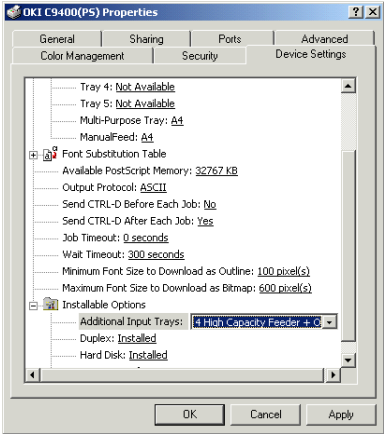 OKI C9400(PS) Properties
General Sharing Ports Advanced
Color Management Security Device Settings
Tray 4: Not Available
Tray 5: Not Available
Multi-Purpose Tray: A4
ManualFeed: A4
Font Substitution Table
Available PostScript Memory: 32767 KB
Output Protocol: ASCII
Send CTRL-D Before Each Job: No
Send CTRL-D After Each Job: Yes
Job Timeout: 0 seconds
Wait Timeout: 300 seconds
Minimum Font Size to Download as Outline: 100 pixel(s)
Maximum Font Size to Download as Bitmap: 600 pixel(s)
Installable Options
Additional Input Trays: 4 High Capacity Feeder + O
Duplex: Installed
Hard Disk: Installed
OK Cancel Apply